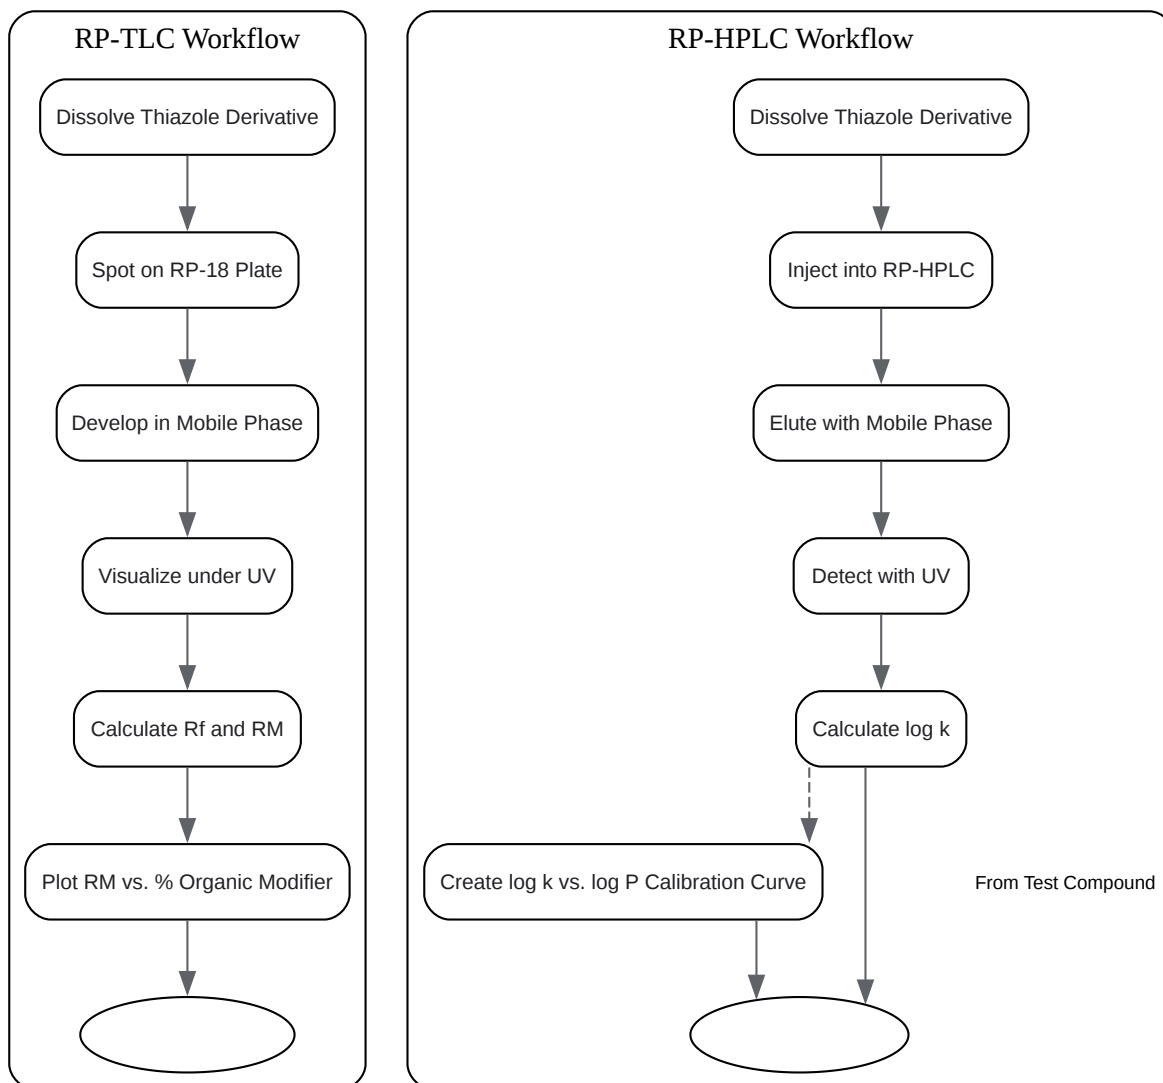 RP-TLC Workflow
Dissolve Thiazole Derivative
Spot on RP-18 Plate
Develop in Mobile Phase
Visualize under UV
Calculate Rf and RM
Plot RM vs. % Organic Modifier
RP-HPLC Workflow
Dissolve Thiazole Derivative
Inject into RP-HPLC
Elute with Mobile Phase
Detect with UV
Calculate log k
Create log k vs. log P Calibration Curve
From Test Compound